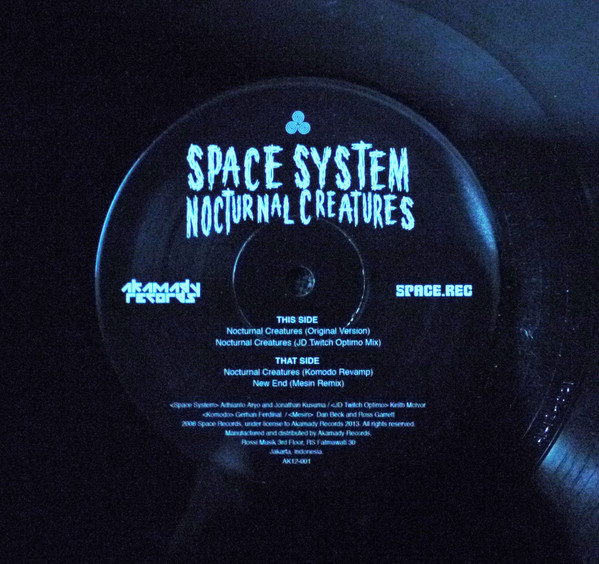 SPACE SYSTEM
NOCTURNAL CREATURES
AKAMADY
RECORDS
SPACE.REC
THIS SIDE
Nocturnal Creatures (Original Version)
Nocturnal Creatures (JD Twitch Optimo Mix)
THAT SIDE
Nocturnal Creatures (Komodo Revamp)
New End (Mesin Remix)
<Space System> Adhianto Aryo and Jonathan Kusuma / <JD Twitch Optimo> Keith McIvor
<Komodo> Gerhan Ferdinal / <Mesin> Dan Beck and Ross Garrett
2008 Space Records, under license to Akamady Records 2013. All rights reserved.
Manufactured and distributed by Akamady Records.
Rossi Musik 3rd Floor, RS Fatmawati 30
Jakarta, Indonesia.
AK12-001